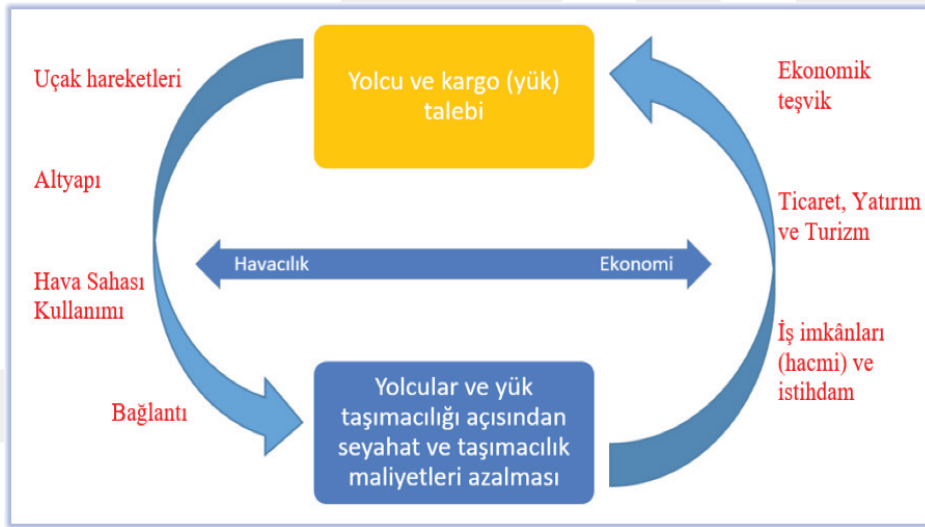 Uçak hareketleri
Altyapı
Hava Sahası
Kullanımı
Bağlantı
Yolcu ve kargo (yük)
talebi
Havacılık
Ekonomi
Yolcular ve yük
taşımacılığı açısından
seyahat ve taşımacılık
maliyetleri azalması
Ekonomik
teşvik
Ticaret, Yatırım
ve Turizm
İş imkânları
(hacmi) ve
istihdam